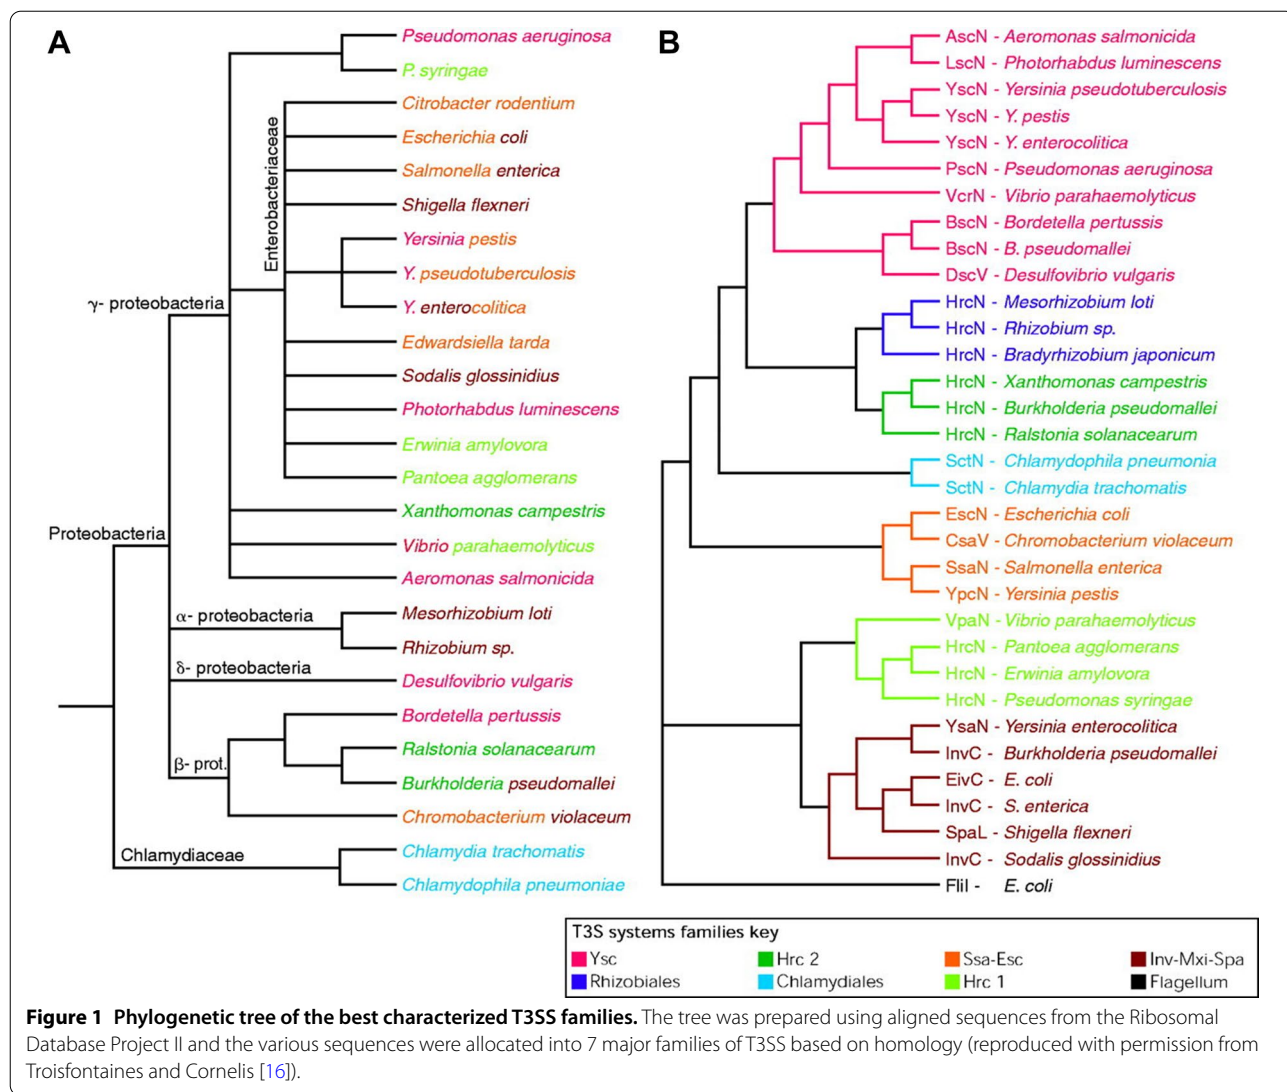 A
Pseudomonas aeruginosa
P. syringae
Citrobacter rodentium
Escherichia coli
Salmonella enterica
Shigella flexneri
Yersinia pestis
Y. pseudotuberculosis
Y. enterocolitica
Edwardsiella tarda
Sodalis glossinidius
Photorhabdus luminescens
Erwinia amylovora
Pantoea agglomerans
Xanthomonas campestris
Vibrio parahaemolyticus
Aeromonas salmonicida
Mesorhizobium loti
Rhizobium sp.
Desulfovibrio vulgaris
Bordetella pertussis
Ralstonia solanacearum
Burkholderia pseudomallei
Chromobacterium violaceum
Chlamydia trachomatis
Chlamydophila pneumoniae
Enterobacteriaceae
γ- proteobacteria
Proteobacteria
α- proteobacteria
δ- proteobacteria
β- prot.
Chlamydiaceae
B
AscN - Aeromonas salmonicida
LscN - Photorhabdus luminescens
YscN - Yersinia pseudotuberculosis
YscN - Y. pestis
YscN - Y. enterocolitica
PscN - Pseudomonas aeruginosa
VcrN - Vibrio parahaemolyticus
BscN - Bordetella pertussis
BscN - B. pseudomallei
DscV - Desulfovibrio vulgaris
HrcN - Mesorhizobium loti
HrcN - Rhizobium sp.
HrcN - Bradyrhizobium japonicum
HrcN - Xanthomonas campestris
HrcN - Burkholderia pseudomallei
HrcN - Ralstonia solanacearum
SctN - Chlamydophila pneumonia
SctN - Chlamydia trachomatis
EscN - Escherichia coli
CsaV - Chromobacterium violaceum
SsaN - Salmonella enterica
YpcN - Yersinia pestis
VpaN - Vibrio parahaemolyticus
HrcN - Pantoea agglomerans
HrcN - Erwinia amylovora
HrcN - Pseudomonas syringae
YsaN - Yersinia enterocolitica
InvC - Burkholderia pseudomallei
EivC - E. coli
InvC - S. enterica
SpaL - Shigella flexneri
InvC - Sodalis glossinidius
FliI - E. coli
T3S systems families key
Ysc Hrc 2 Ssa-Esc Inv-Mxi-Spa
Rhizobiales Chlamydiales Hrc 1 Flagellum
Figure 1 Phylogenetic tree of the best characterized T3SS families. The tree was prepared using aligned sequences from the Ribosomal
Database Project II and the various sequences were allocated into 7 major families of T3SS based on homology (reproduced with permission from
Troisfontaines and Cornelis [16]).